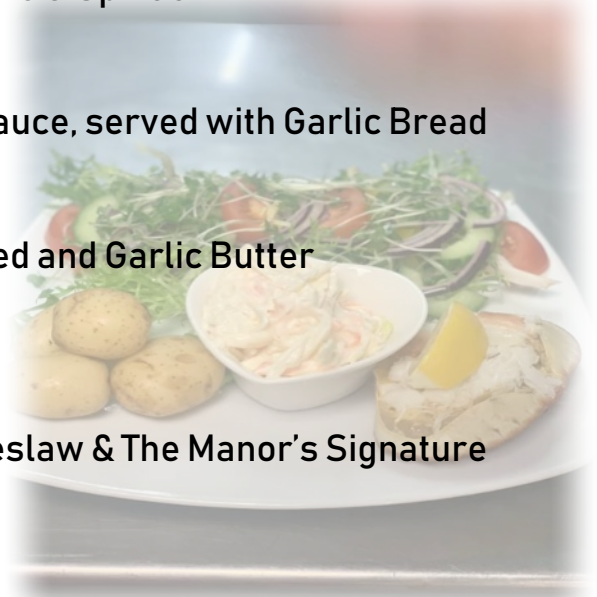 auce, served with Garlic Bread
ed and Garlic Butter
eslaw & The Manor's Signature